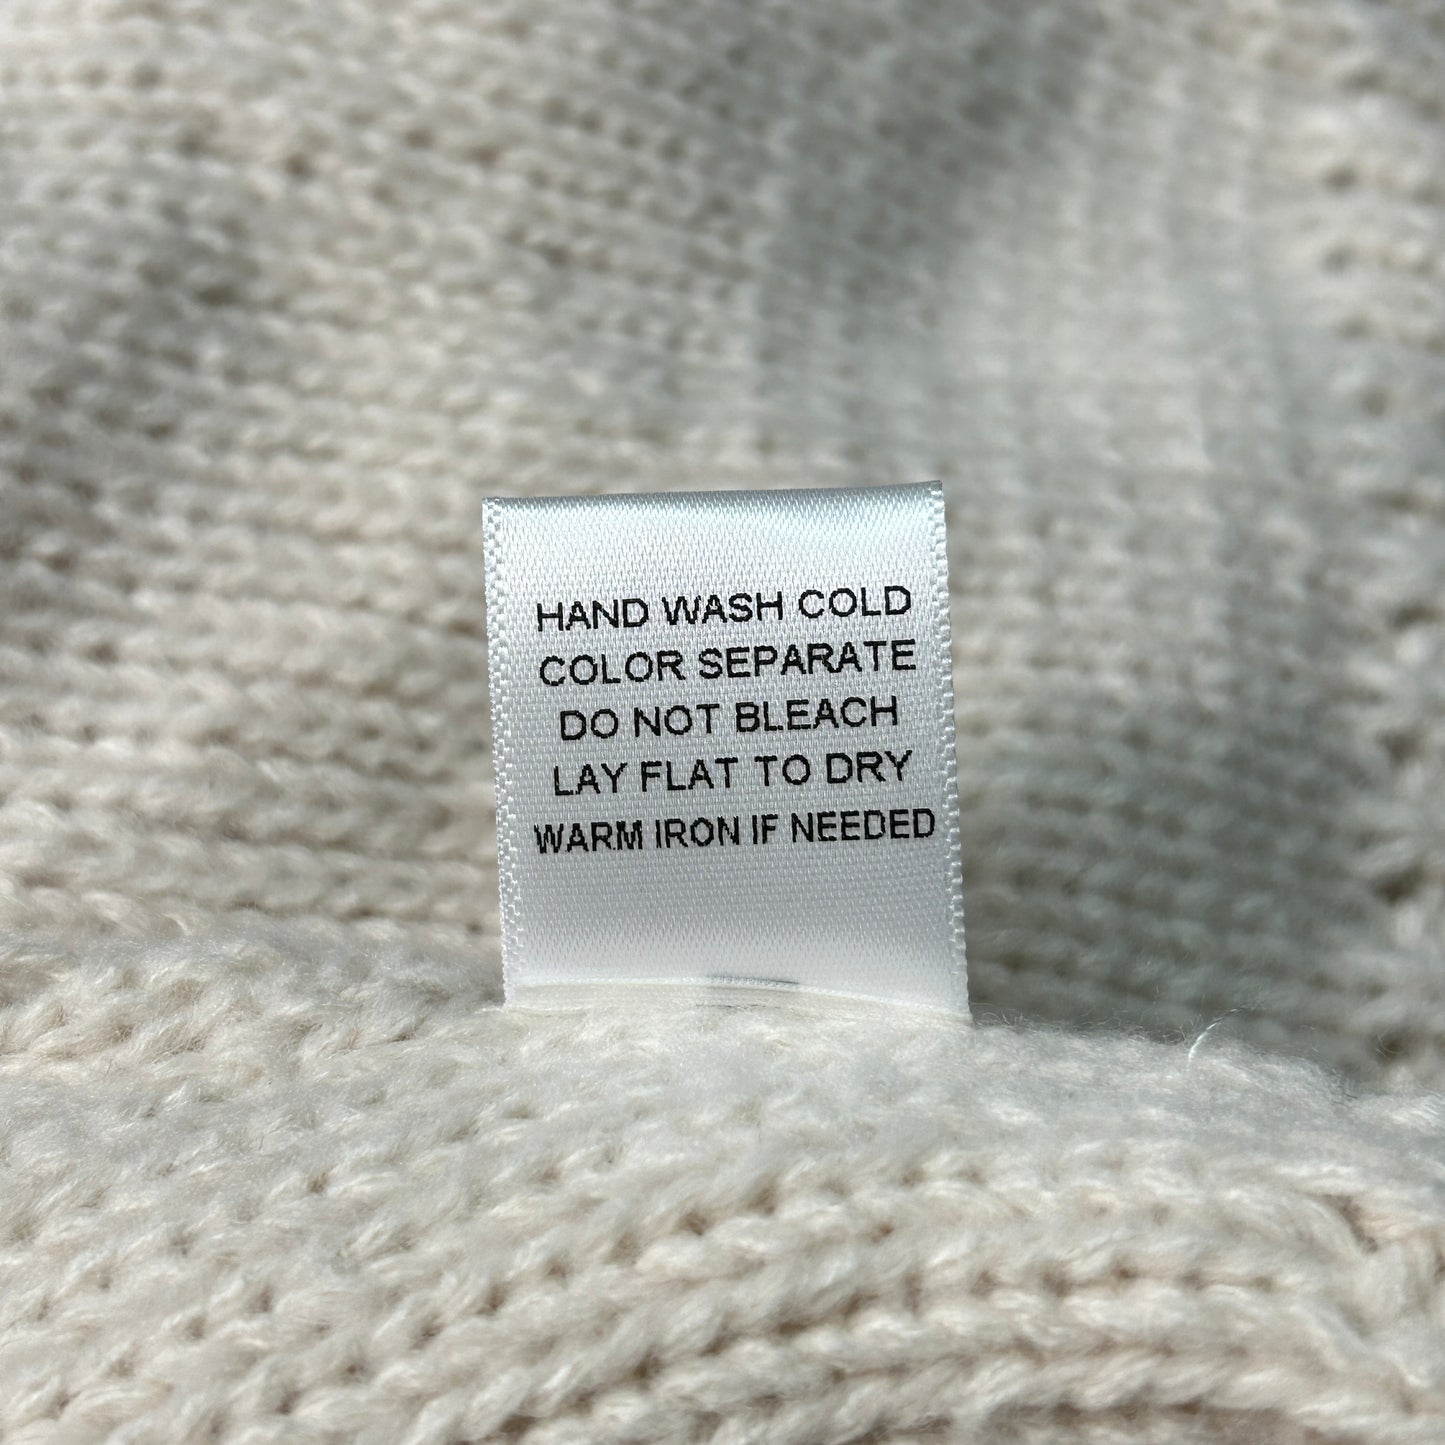 HAND WASH COLD
COLOR SEPARATE
DO NOT BLEACH
LAY FLAT TO DRY
WARM IRON IF NEEDED